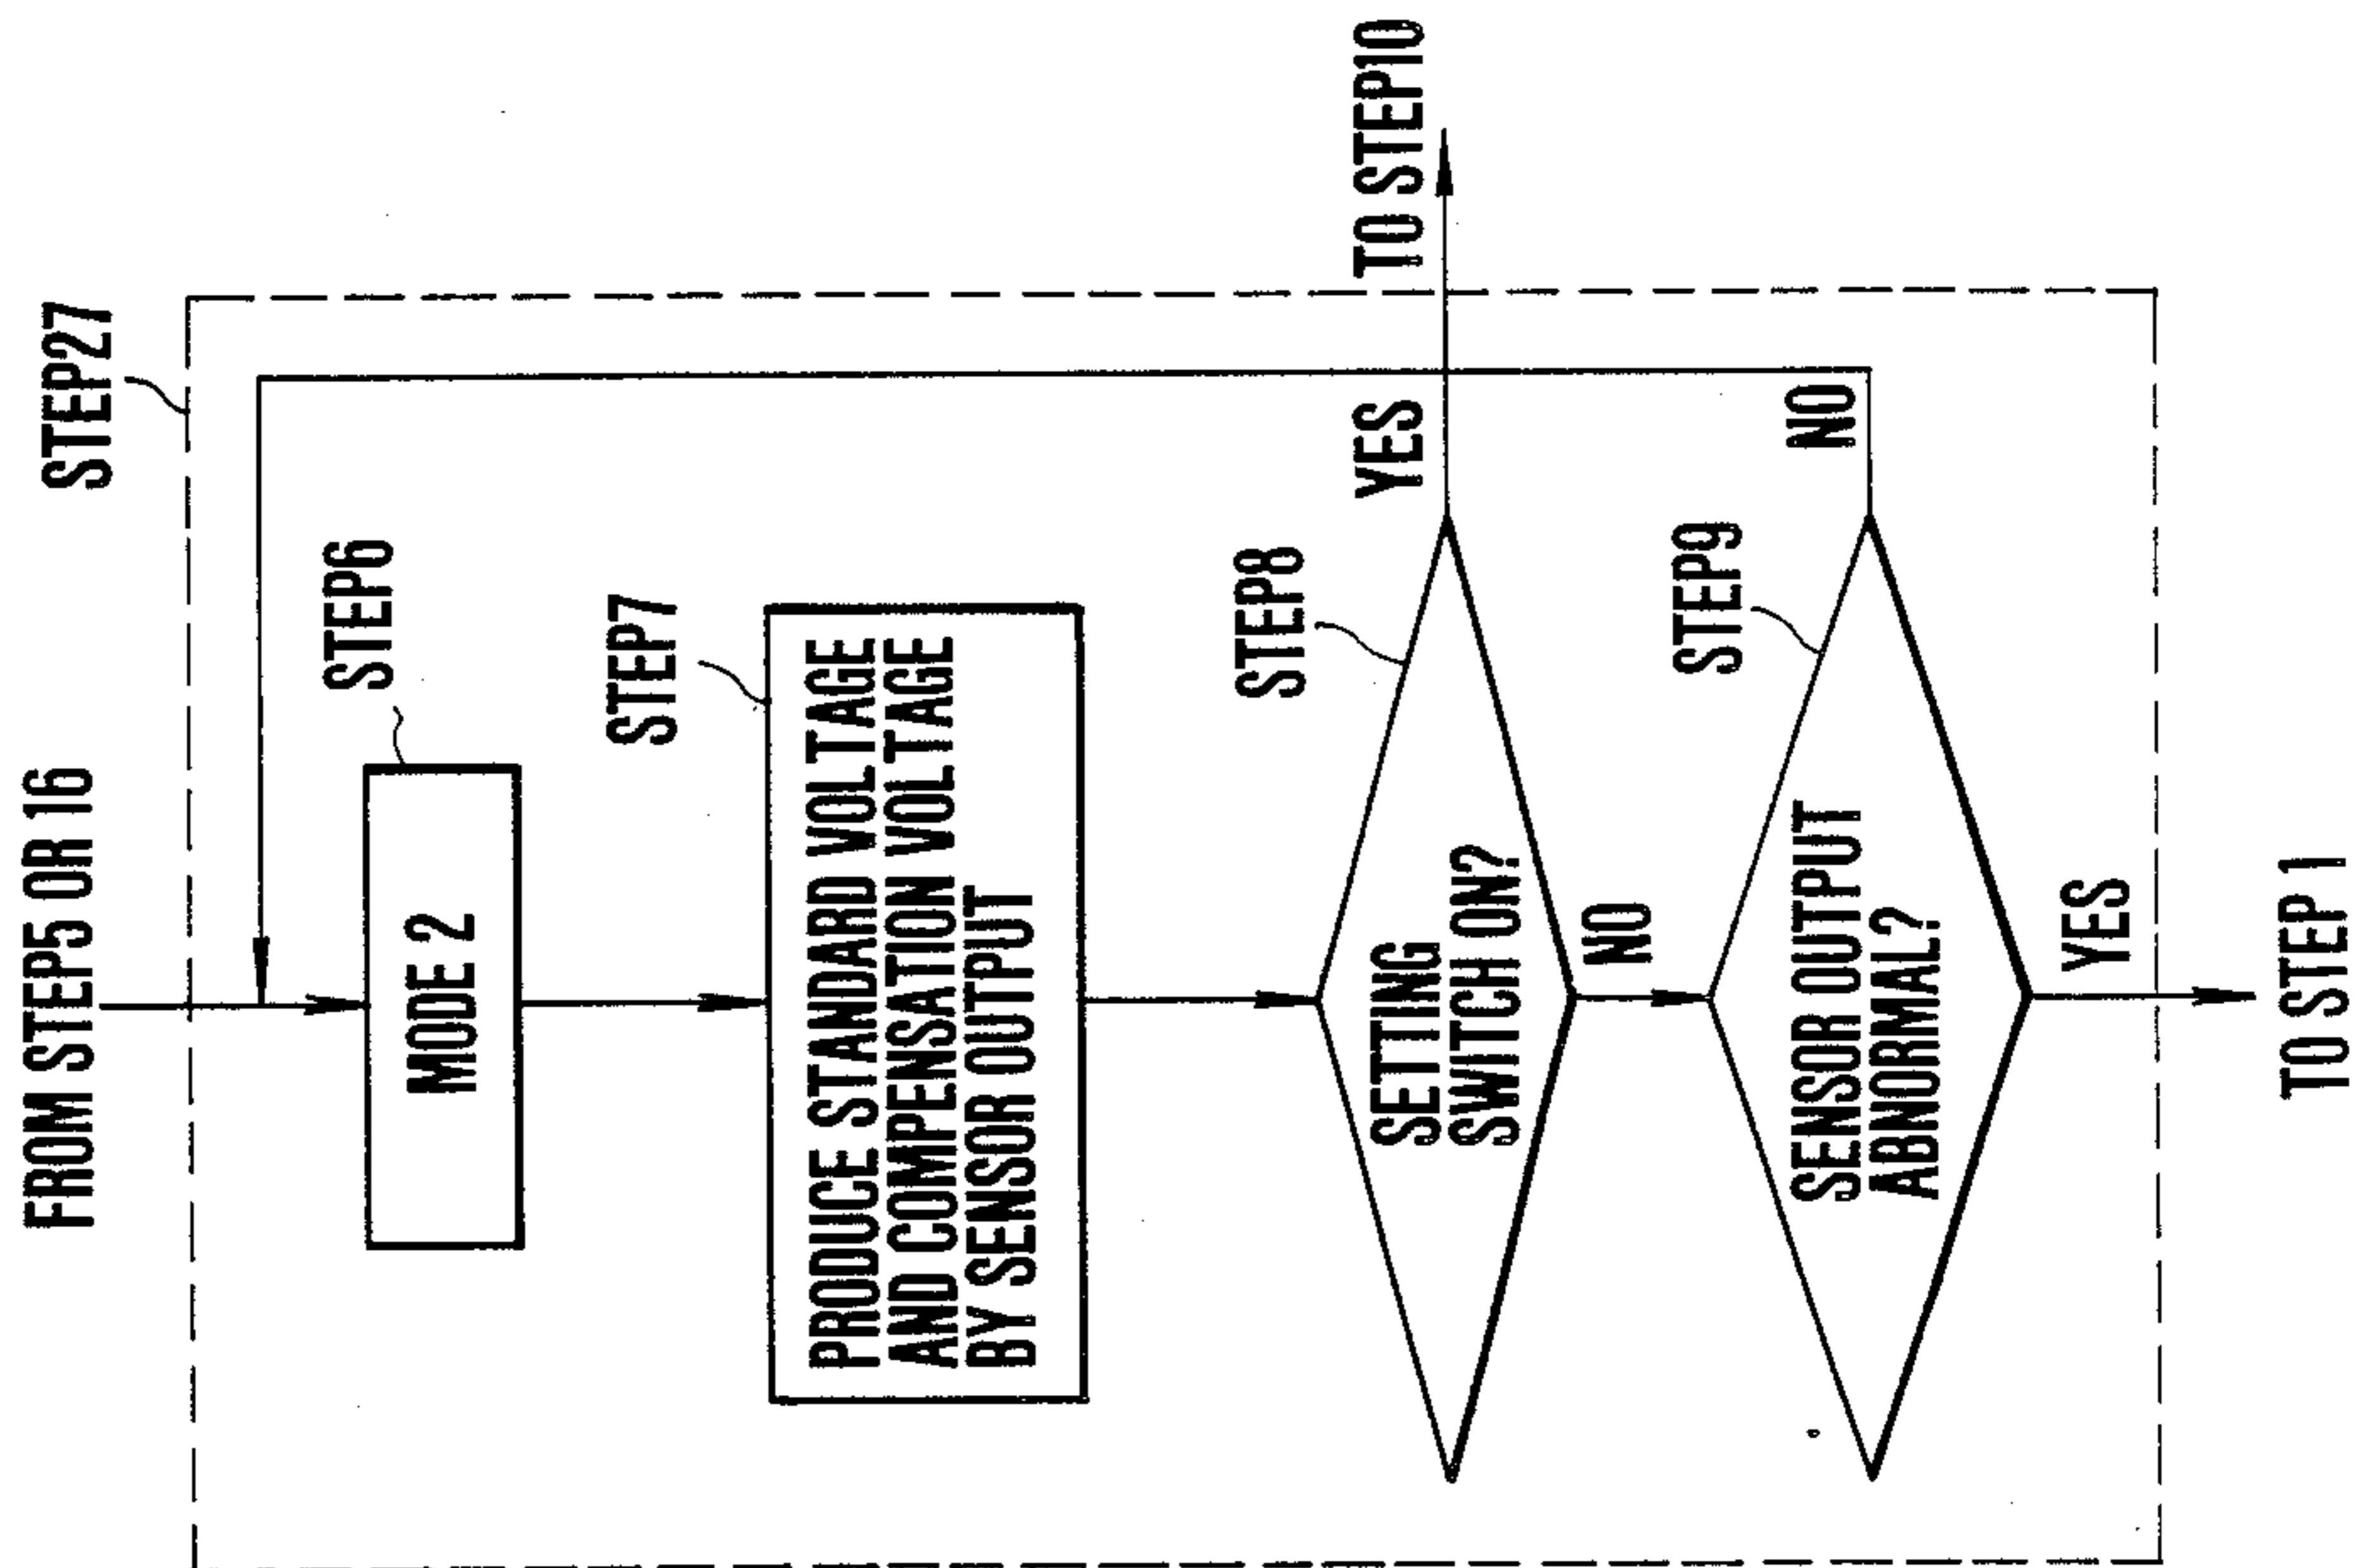 FROM STEP5 OR 16
STEP27
STEP6
MODE 2
STEP7
PRODUCE STANDARD VOLTAGE
AND COMPENSATION VOLTAGE
BY SENSOR OUTPUT
STEP8
SETTING
SWITCH ON?
YES
TO STEP10
NO
STEP9
SENSOR OUTPUT
ABNORMAL?
NO
YES
TO STEP 1